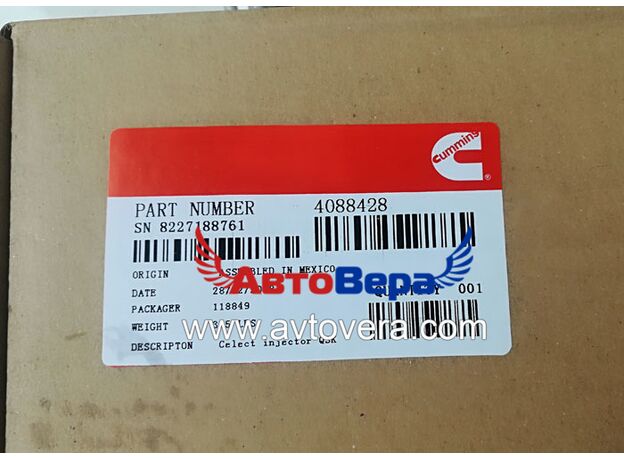 cummins
®
PART NUMBER 4088428
SN 8227188761
ORIGIN ASSEMBLED IN MEXICO
АвтоВера
DATE
QUANTITY 001
PACKAGER 118849
www.avtovera.com
WEIGHT
DESCRIPTON Celect injector QSK